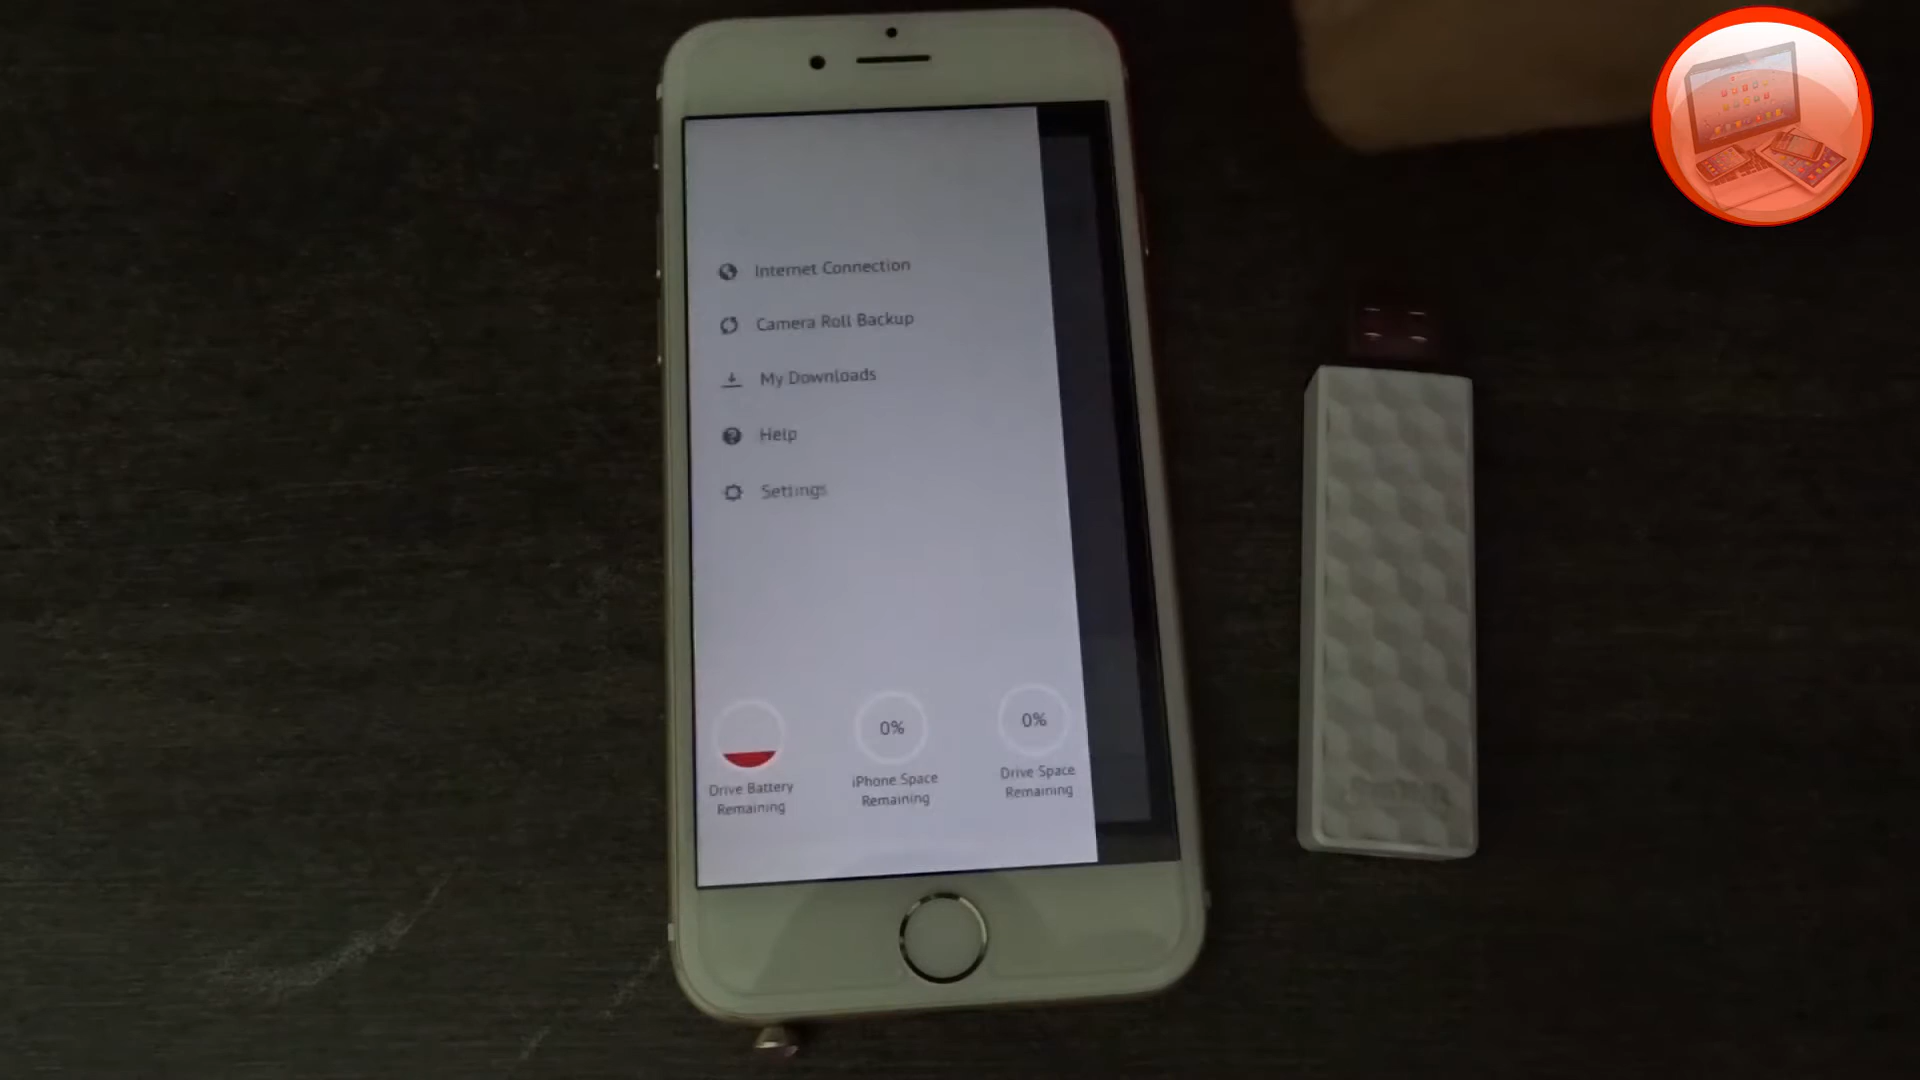 Internet Connection
Camera Roll Backup
My Downloads
Help
Settings
0%
0%
Drive Battery
Remaining
iPhone Space
Remaining
Drive Space
Remaining